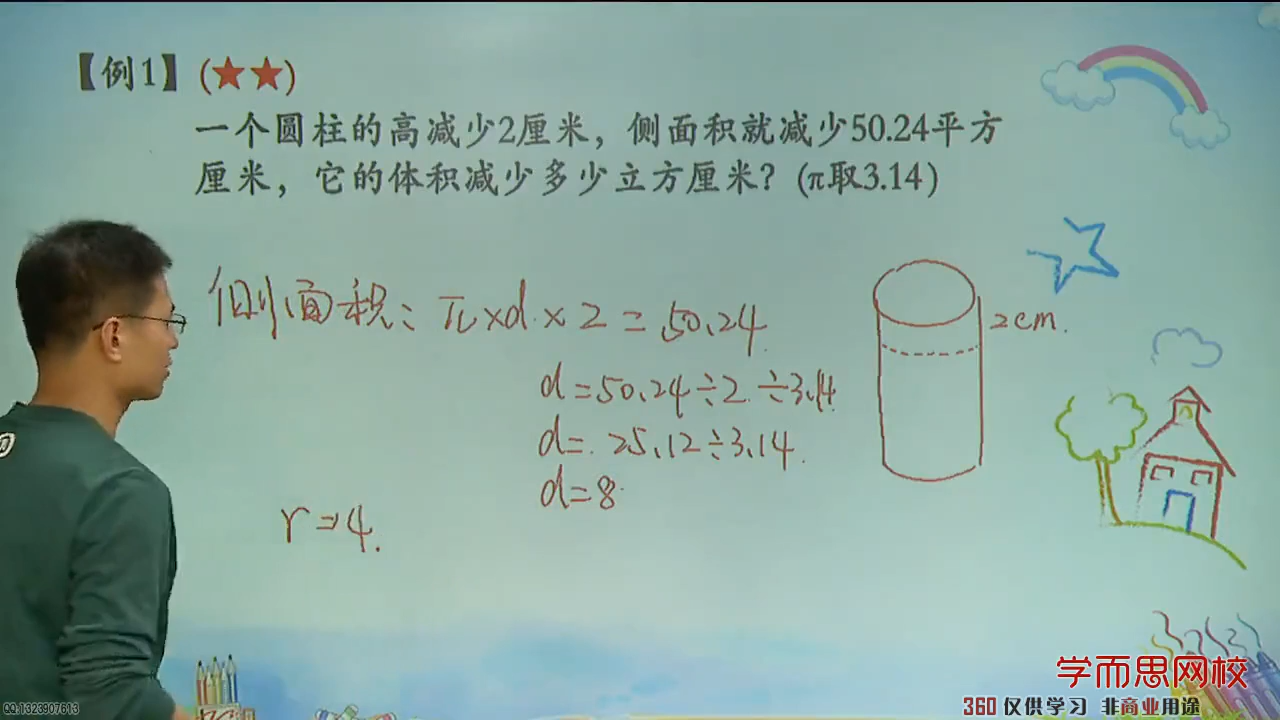 【例1】(★★)
一个圆柱的高减少2厘米，侧面积就减少50.24平方
厘米，它的体积减少多少立方厘米？(π取3.14)
侧面积：π×d×2=50.24
2cm.
d=50.24÷2÷3.14
d=25.12÷3.14
d=8
r=4.
学而思网校
360 仅供学习 非商业用途
QQ:1323907613